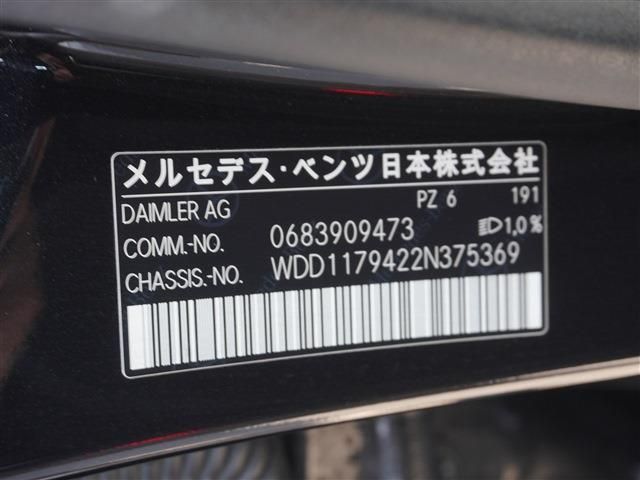 メルセデス・ベンツ日本株式会社
DAIMLER AG PZ 6 191
COMM.-NO. 0683909473 1,0%
CHASSIS.-NO. WDD1179422N375369